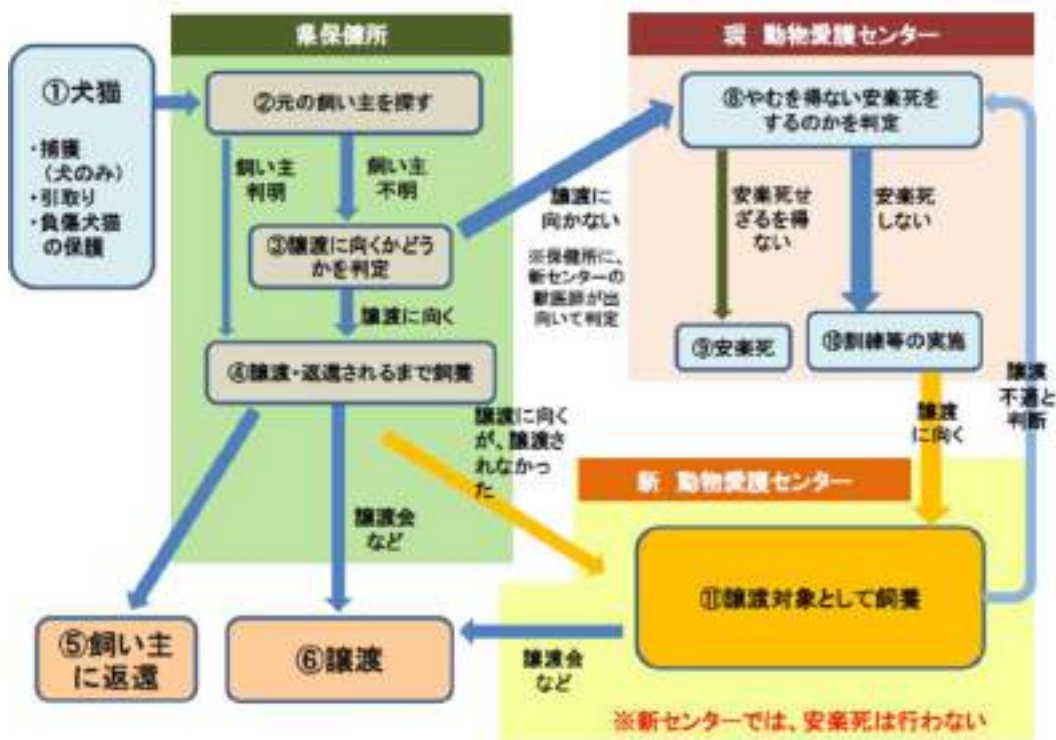 県保健所
現 動物愛護センター
①犬猫
・捕獲
(犬のみ)
・引取り
・負傷犬猫
の保護
②元の飼い主を探す
飼い主
判明
飼い主
不明
③譲渡に向くかどう
かを判定
譲渡に向く
④譲渡・返還されるまで飼養
譲渡に
向かない
※保健所に、
新センターの
獣医師が出
向いて判定
⑧やむを得ない安楽死を
するのかを判定
安楽死せ
ざるを得
ない
安楽死
しない
⑨安楽死
⑩訓練等の実施
譲渡
に向く
譲渡
不適と
判断
譲渡に向く
が、譲渡さ
れなかっ
た
譲渡会
など
新 動物愛護センター
⑪譲渡対象として飼養
⑤飼い主
に返還
⑥譲渡
譲渡会
など
※新センターでは、安楽死は行わない